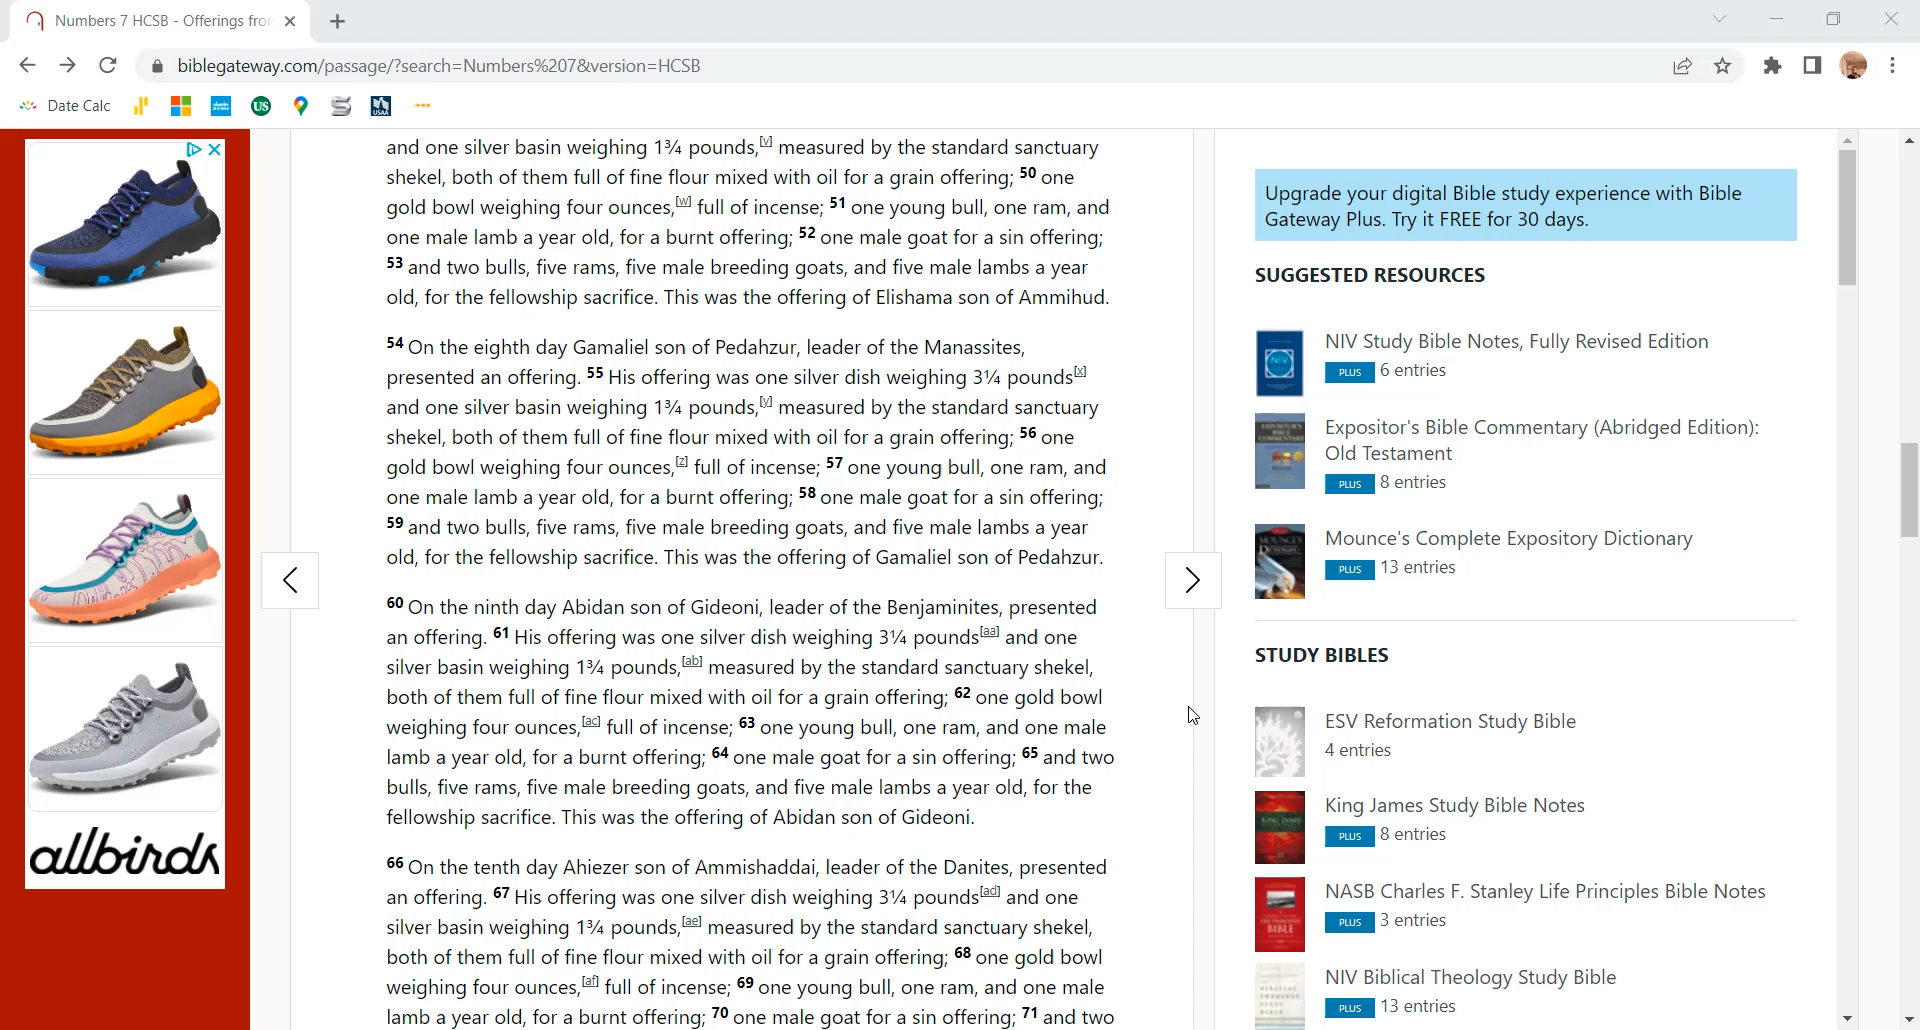 Numbers 7 HCSB - Offerings fror
biblegateway.com/passage/?search=Numbers%207&version=HCSB
Date Calc
US
USAA
and one silver basin weighing 1¾ pounds,[v] measured by the standard sanctuary
shekel, both of them full of fine flour mixed with oil for a grain offering; 50 one
gold bowl weighing four ounces,[w] full of incense; 51 one young bull, one ram, and
one male lamb a year old, for a burnt offering; 52 one male goat for a sin offering;
53 and two bulls, five rams, five male breeding goats, and five male lambs a year
old, for the fellowship sacrifice. This was the offering of Elishama son of Ammihud.
54 On the eighth day Gamaliel son of Pedahzur, leader of the Manassites,
presented an offering. 55 His offering was one silver dish weighing 3¼ pounds[x]
and one silver basin weighing 1¾ pounds,[y] measured by the standard sanctuary
shekel, both of them full of fine flour mixed with oil for a grain offering; 56 one
gold bowl weighing four ounces,[z] full of incense; 57 one young bull, one ram, and
one male lamb a year old, for a burnt offering; 58 one male goat for a sin offering;
59 and two bulls, five rams, five male breeding goats, and five male lambs a year
old, for the fellowship sacrifice. This was the offering of Gamaliel son of Pedahzur.
60 On the ninth day Abidan son of Gideoni, leader of the Benjaminites, presented
an offering. 61 His offering was one silver dish weighing 3¼ pounds[aa] and one
silver basin weighing 1¾ pounds,[ab] measured by the standard sanctuary shekel,
both of them full of fine flour mixed with oil for a grain offering; 62 one gold bowl
weighing four ounces,[ac] full of incense; 63 one young bull, one ram, and one male
lamb a year old, for a burnt offering; 64 one male goat for a sin offering; 65 and two
bulls, five rams, five male breeding goats, and five male lambs a year old, for the
fellowship sacrifice. This was the offering of Abidan son of Gideoni.
66 On the tenth day Ahiezer son of Ammishaddai, leader of the Danites, presented
an offering. 67 His offering was one silver dish weighing 3¼ pounds[ad] and one
silver basin weighing 1¾ pounds,[ae] measured by the standard sanctuary shekel,
both of them full of fine flour mixed with oil for a grain offering; 68 one gold bowl
weighing four ounces,[af] full of incense; 69 one young bull, one ram, and one male
lamb a year old, for a burnt offering; 70 one male goat for a sin offering; 71 and two
allbirds
Upgrade your digital Bible study experience with Bible
Gateway Plus. Try it FREE for 30 days.
SUGGESTED RESOURCES
NIV
NIV Study Bible Notes, Fully Revised Edition
PLUS 6 entries
Expositor's Bible Commentary (Abridged Edition):
Old Testament
PLUS 8 entries
Mounce's Complete Expository Dictionary
PLUS 13 entries
STUDY BIBLES
ESV Reformation Study Bible
4 entries
King James Study Bible Notes
PLUS 8 entries
NASB Charles F. Stanley Life Principles Bible Notes
PLUS 3 entries
NIV Biblical Theology Study Bible
PLUS 13 entries